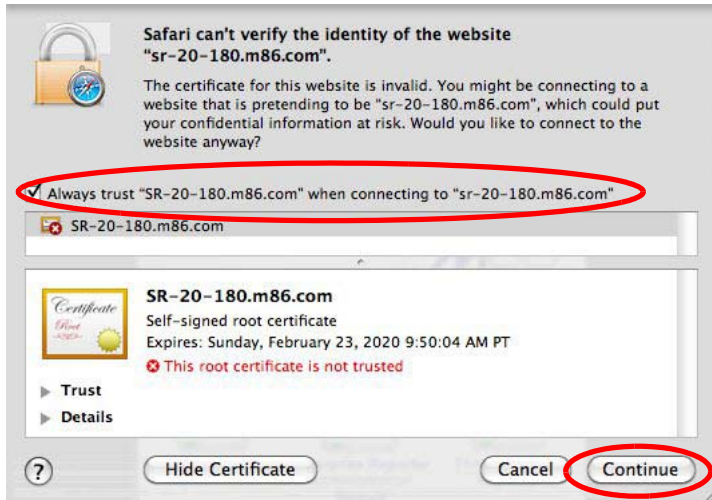 Safari can't verify the identity of the website
"sr-20-180.m86.com".
The certificate for this website is invalid. You might be connecting to a
website that is pretending to be "sr-20-180.m86.com", which could put
your confidential information at risk. Would you like to connect to the
website anyway?
Always trust "SR-20-180.m86.com" when connecting to "sr-20-180.m86.com"
SR-20-180.m86.com
Certificate
Root
SR-20-180.m86.com
Self-signed root certificate
Expires: Sunday, February 23, 2020 9:50:04 AM PT
This root certificate is not trusted
Trust
Details
?
Hide Certificate
Cancel
Continue